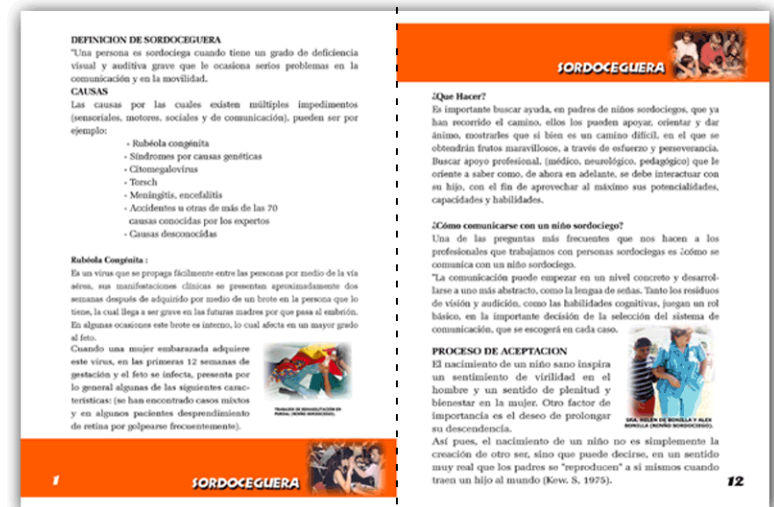 DEFINICION DE SORDOCEGUERA
"Una persona es sordociega cuando tiene un grado de deficiencia
visual y auditiva grave que le ocasiona serios problemas en la
comunicación y en la movilidad.
CAUSAS
Las causas por las cuales existen múltiples impedimentos
(sensoriales, motores, sociales y de comunicación), pueden ser por
ejemplo:
- Rubéola congénita
- Síndromes por causas genéticas
- Citomegalovirus
- Torsch
- Meningitis, encefalitis
- Accidentes u otras de más de las 70
causas conocidas por los expertos
- Causas desconocidas
Rubéola Congénita :
Es un virus que se propaga fácilmente entre las personas por medio de la vía
aérea, sus manifestaciones clínicas se presentan aproximadamente dos
semanas después de adquirido por medio de un brote en la persona que lo
tiene, la cual llega a ser grave en las futuras madres por que pasa al embrión.
En algunas ocasiones este brote es interno, lo cual afecta en un mayor grado
al feto.
Cuando una mujer embarazada adquiere
este virus, en las primeras 12 semanas de
gestación y el feto se infecta, presenta por
lo general algunas de las siguientes carac-
terísticas: (se han encontrado casos mixtos
y en algunos pacientes desprendimiento
de retina por golpearse frecuentemente).
TRABAJOS DE REHABILITACIÓN EN
(NIÑO SORDOCIEGO).
1
SORDOCEGUERA
SORDOCEGUERA
¿Que Hacer?
Es importante buscar ayuda, en padres de niños sordociegos, que ya
han recorrido el camino, ellos los pueden apoyar, orientar y dar
ánimo, mostrarles que si bien es un camino difícil, en el que se
obtendrán frutos maravillosos, a través de esfuerzo y perseverancia.
Buscar apoyo profesional, (médico, neurológico, pedagógico) que le
oriente a saber como, de ahora en adelante, se debe interactuar con
su hijo, con el fin de aprovechar al máximo sus potencialidades,
capacidades y habilidades.
¿Cómo comunicarse con un niño sordociego?
Una de las preguntas más frecuentes que nos hacen a los
profesionales que trabajamos con personas sordociegas es ¿cómo se
comunica con un niño sordociego.
"La comunicación puede empezar en un nivel concreto y desarrol-
larse a uno más abstracto, como la lengua de señas. Tanto los residuos
de visión y audición, como las habilidades cognitivas, juegan un rol
básico, en la importante decisión de la selección del sistema de
comunicación, que se escogerá en cada caso.
PROCESO DE ACEPTACION
El nacimiento de un niño sano inspira
un sentimiento de virilidad en el
hombre y un sentido de plenitud y
bienestar en la mujer. Otro factor de
importancia es el deseo de prolongar
su descendencia.
SRA. HELEN DE BONILLA Y ALEX
BONILLA (NIÑO SORDOCIEGO).
Así pues, el nacimiento de un niño no es simplemente la
creación de otro ser, sino que puede decirse, en un sentido
muy real que los padres se "reproducen" a si mismos cuando
traen un hijo al mundo (Kew. S, 1975).
12